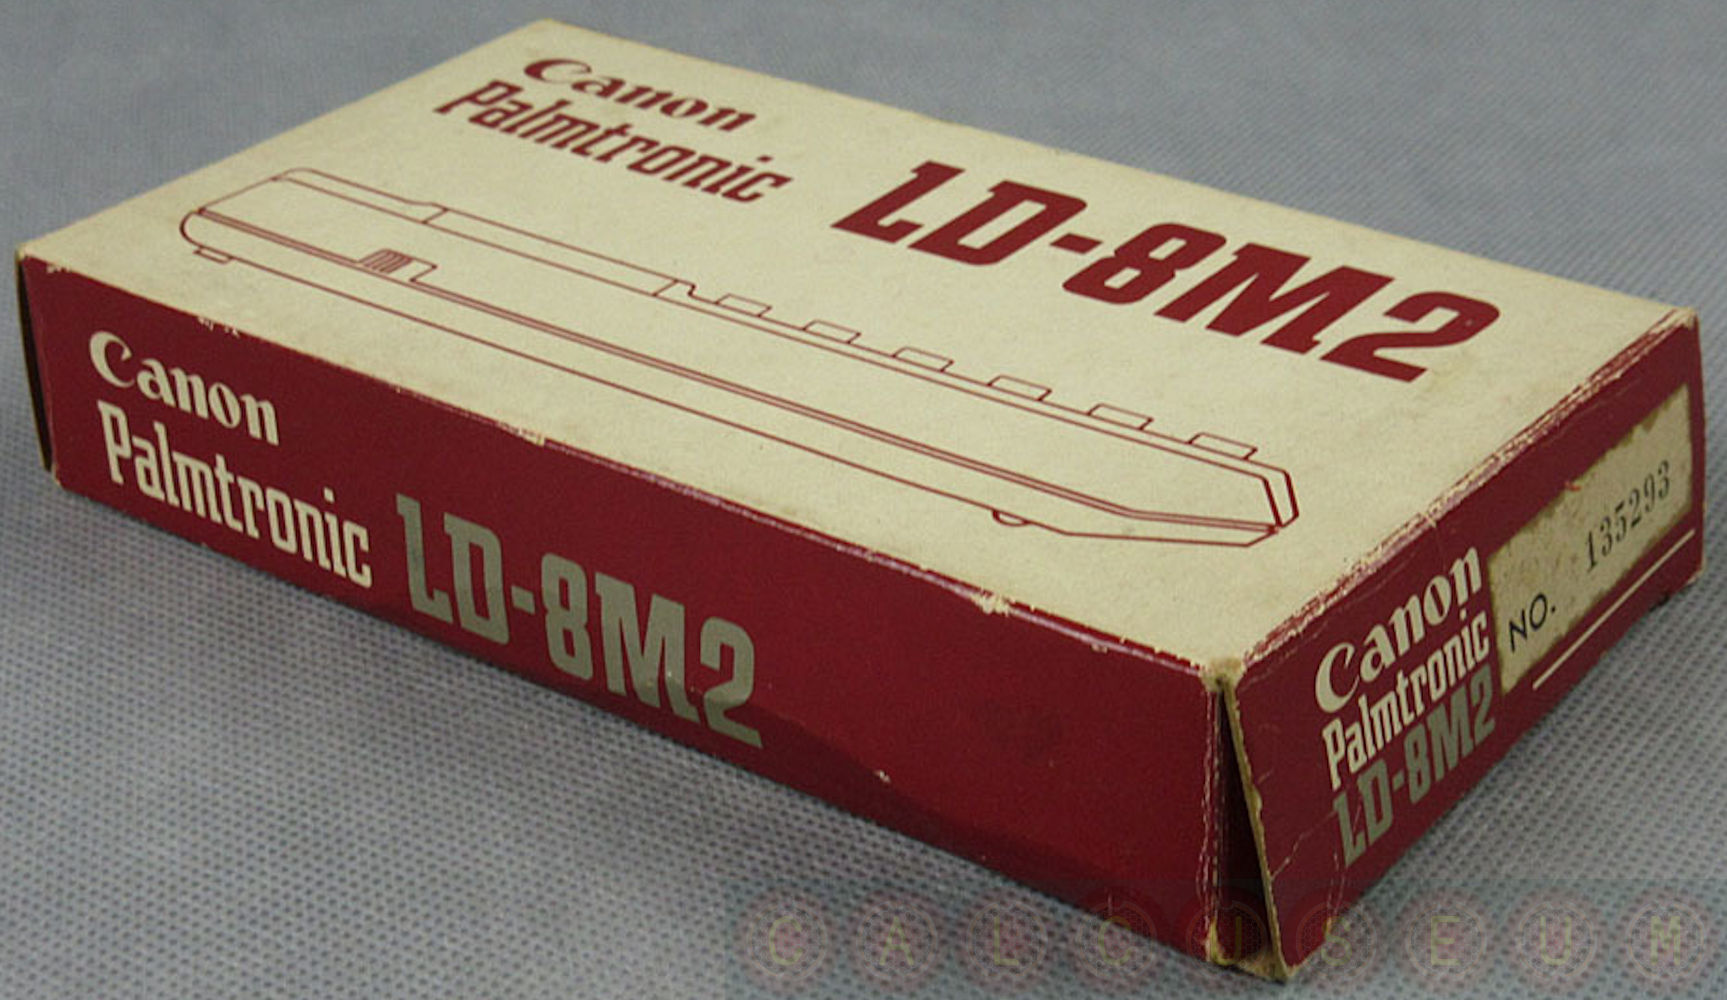 Canon
Palmtronic
LD-8M2
Canon
Palmtronic LD-8M2
Canon
Palmtronic
LD-8M2
NO. 135293
CALCUSEUM